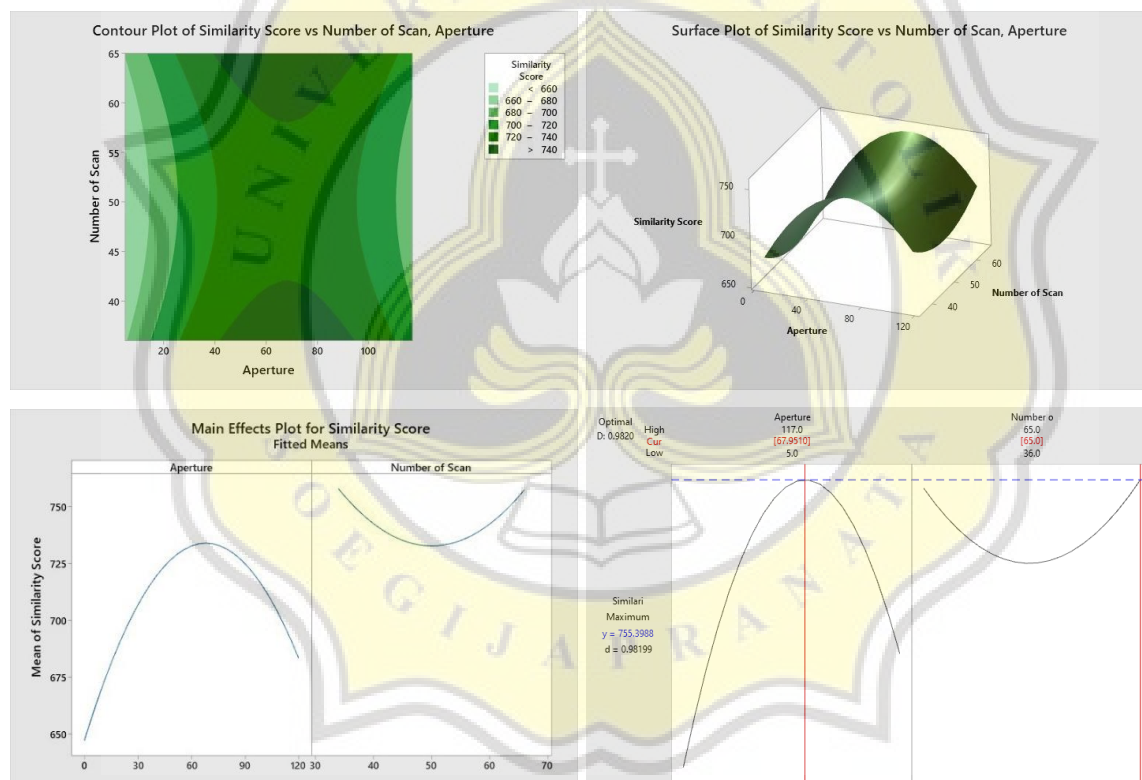 Contour Plot of Similarity Score vs Number of Scan, Aperture
65
60
55
50
45
40
Number of Scan
20 40 60 80 100
Aperture
Similarity
Score
< 660
660 – 680
680 – 700
700 – 720
720 – 740
> 740
Surface Plot of Similarity Score vs Number of Scan, Aperture
750
700
650
Similarity Score
0
40
80
120
Aperture
40
50
60
Number of Scan
Main Effects Plot for Similarity Score
Fitted Means
Aperture Number of Scan
750
725
700
675
650
Mean of Similarity Score
0 30 60 90 120 30 40 50 60 70
Optimal
D: 0.9820
High
Cur
Low
Aperture
117.0
[67.9510]
5.0
Number o
65.0
[65.0]
36.0
Similari
Maximum
y = 755.3988
d = 0.98199
SOEGIJAPRANATA